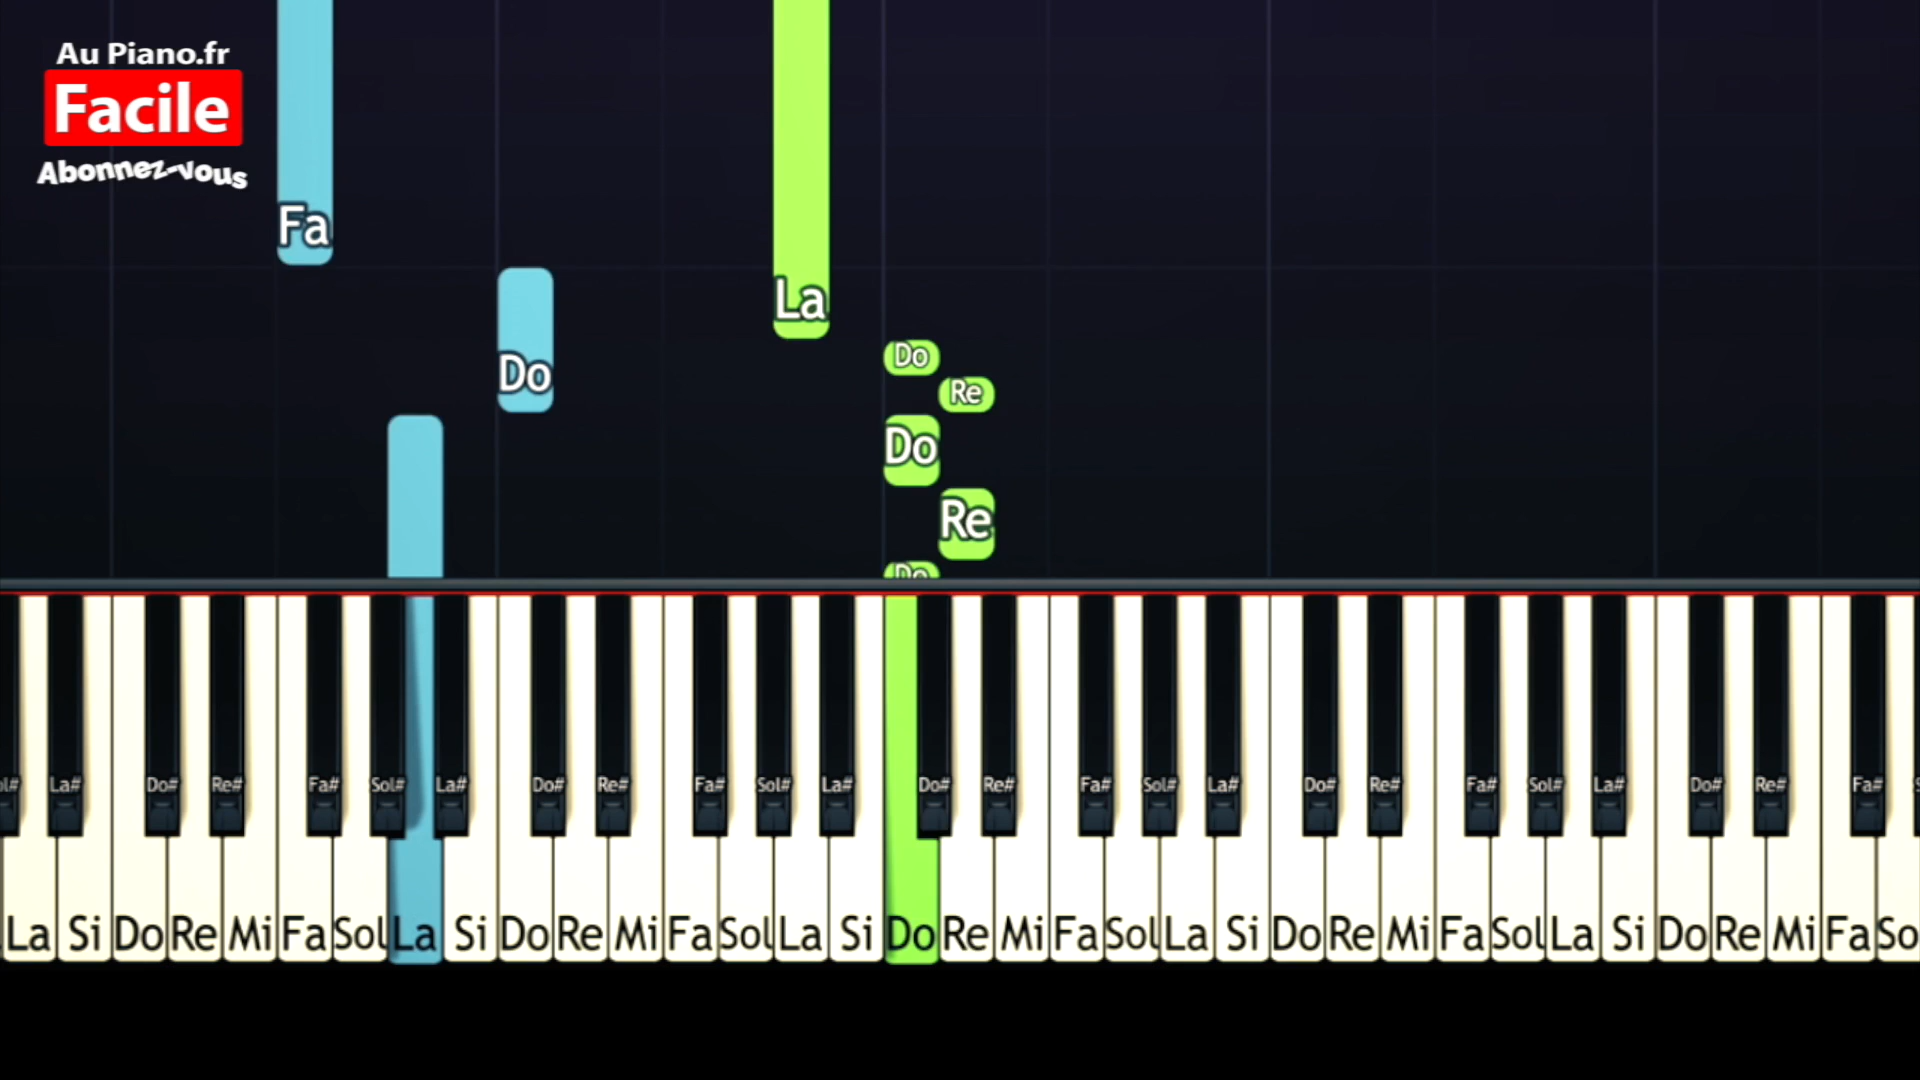 Au Piano.fr
Facile
Abonnez-vous
Fa
La
Do
Do
Re
Do
Re
Do
La# Do# Re# Fa# Sol# La# Do# Re# Fa# Sol# La# Do# Re# Fa# Sol# La# Do# Re# Fa# Sol# La# Do# Re# Fa#
La Si Do Re Mi Fa Sol La Si Do Re Mi Fa Sol La Si Do Re Mi Fa Sol La Si Do Re Mi Fa Sol La Si Do Re Mi Fa So